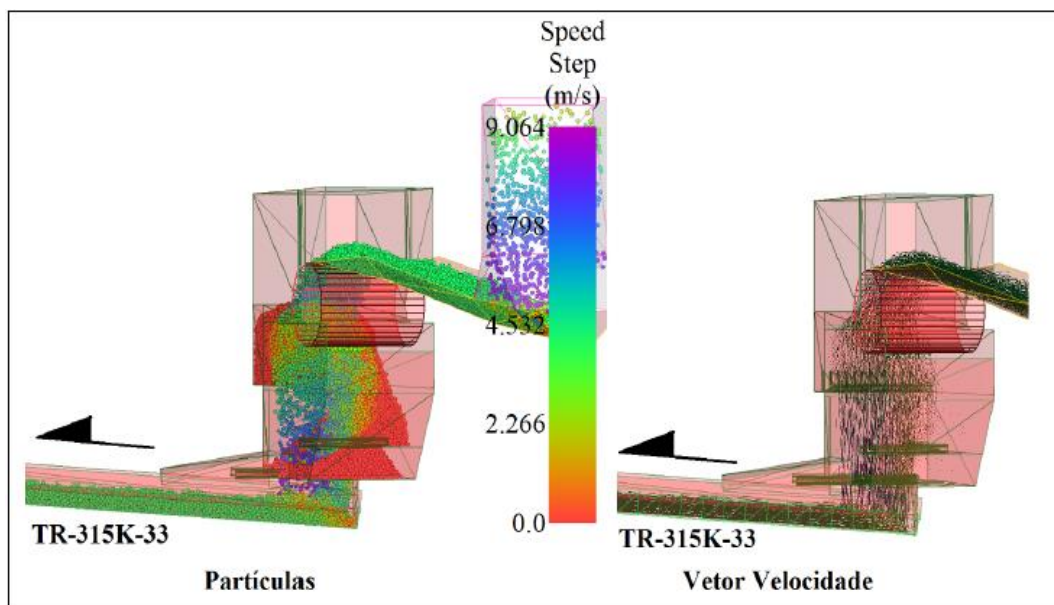 Speed
Step
(m/s)
9.064
6.798
4.532
2.266
0.0
TR-315K-33
TR-315K-33
Partículas
Vetor Velocidade